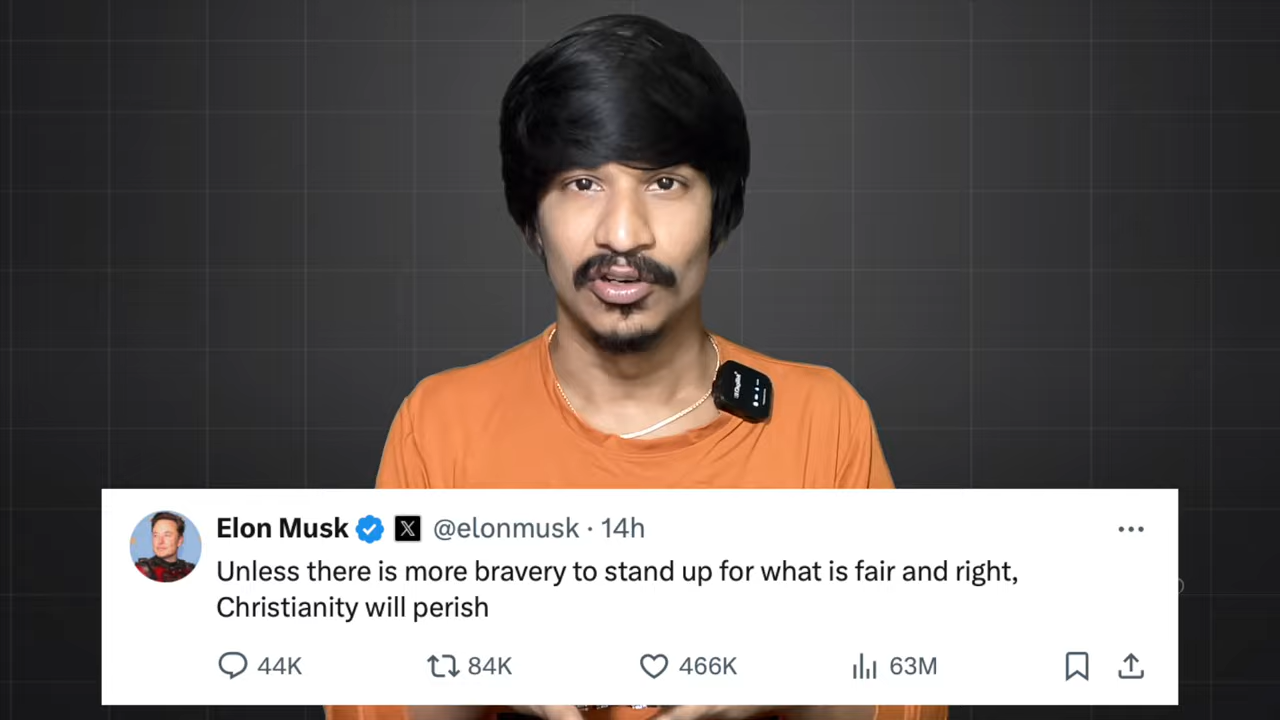 Elon Musk @elonmusk · 14h
Unless there is more bravery to stand up for what is fair and right,
Christianity will perish
44K 84K 466K 63M